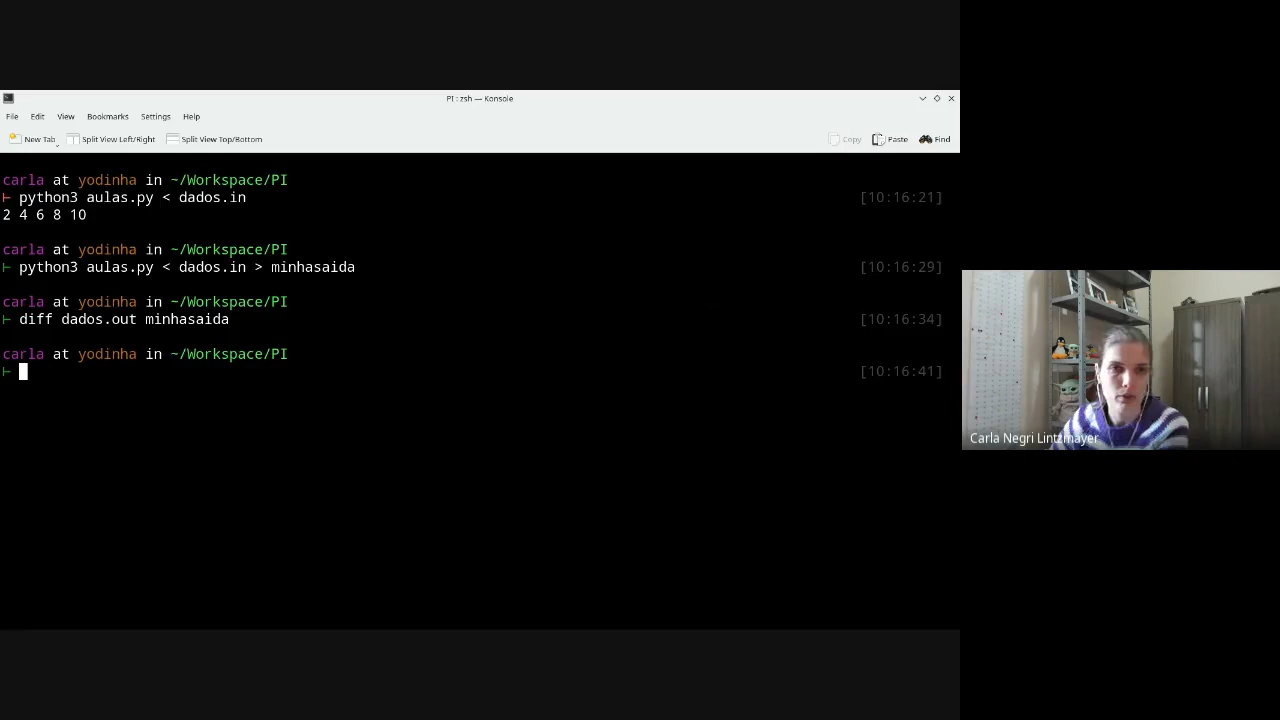 PI : zsh — Konsole
File Edit View Bookmarks Settings Help
New Tab Split View Left/Right Split View Top/Bottom Copy Paste Find
carla at yodinha in ~/Workspace/PI
⊢ python3 aulas.py < dados.in [10:16:21]
2 4 6 8 10
carla at yodinha in ~/Workspace/PI
⊢ python3 aulas.py < dados.in > minhasaida [10:16:29]
carla at yodinha in ~/Workspace/PI
⊢ diff dados.out minhasaida [10:16:34]
carla at yodinha in ~/Workspace/PI
⊢ [10:16:41]
Carla Negri Lintzmayer